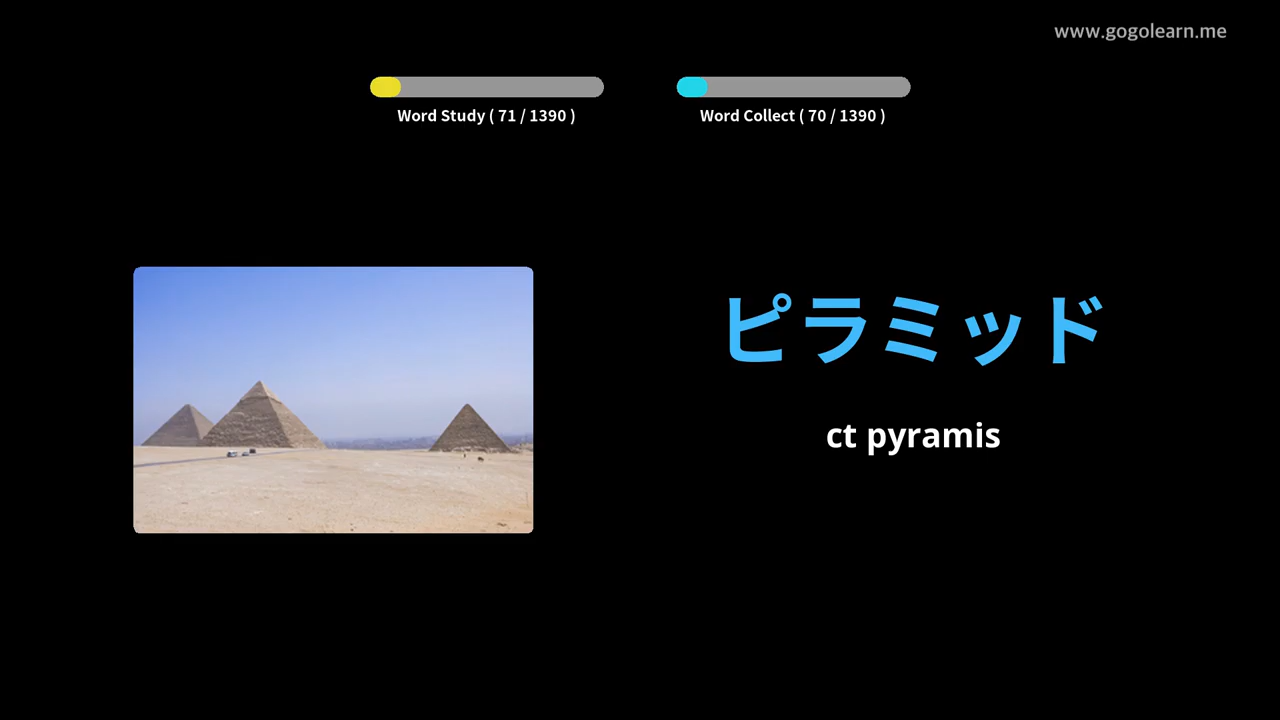 www.gogolearn.me
Word Study ( 71 / 1390 )
Word Collect ( 70 / 1390 )
ピラミッド
ct pyramis